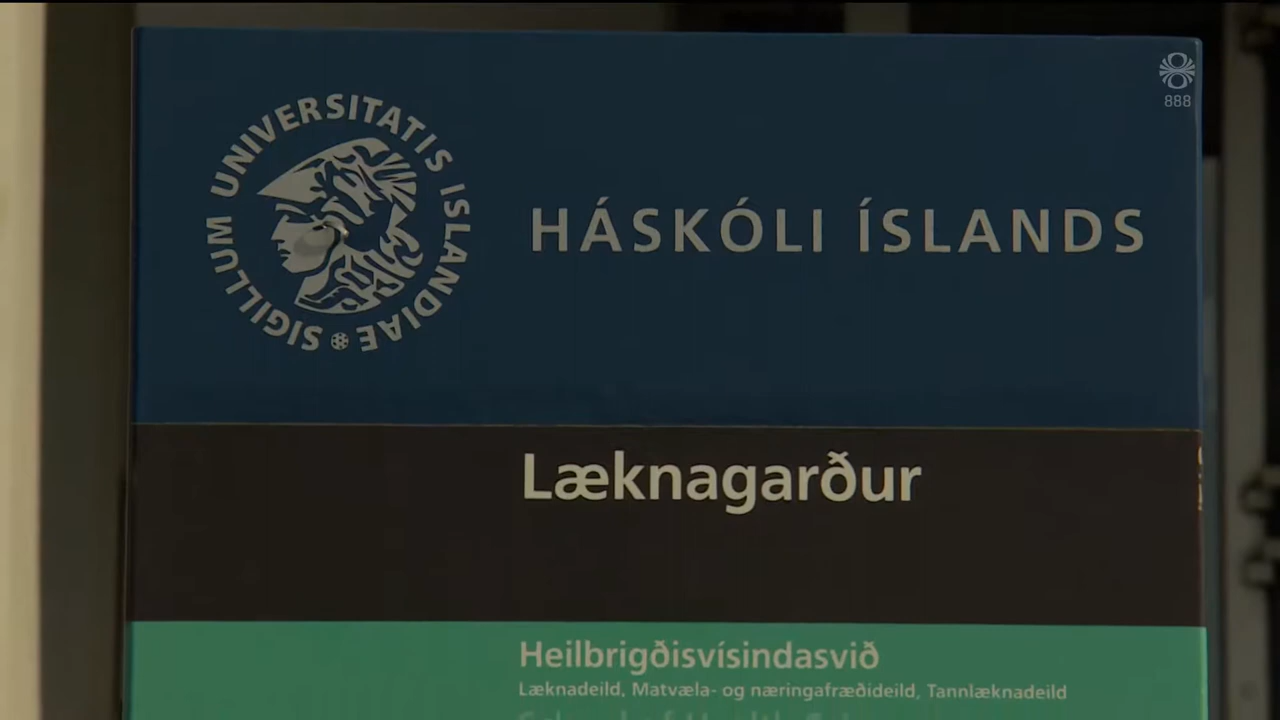 SIGILLUM UNIVERSITATIS ISLANDIAE
HÁSKÓLI ÍSLANDS
888
Læknagarður
Heilbrigðisvísindasvið
Læknadeild, Matvæla- og næringafræðideild, Tannlæknadeild